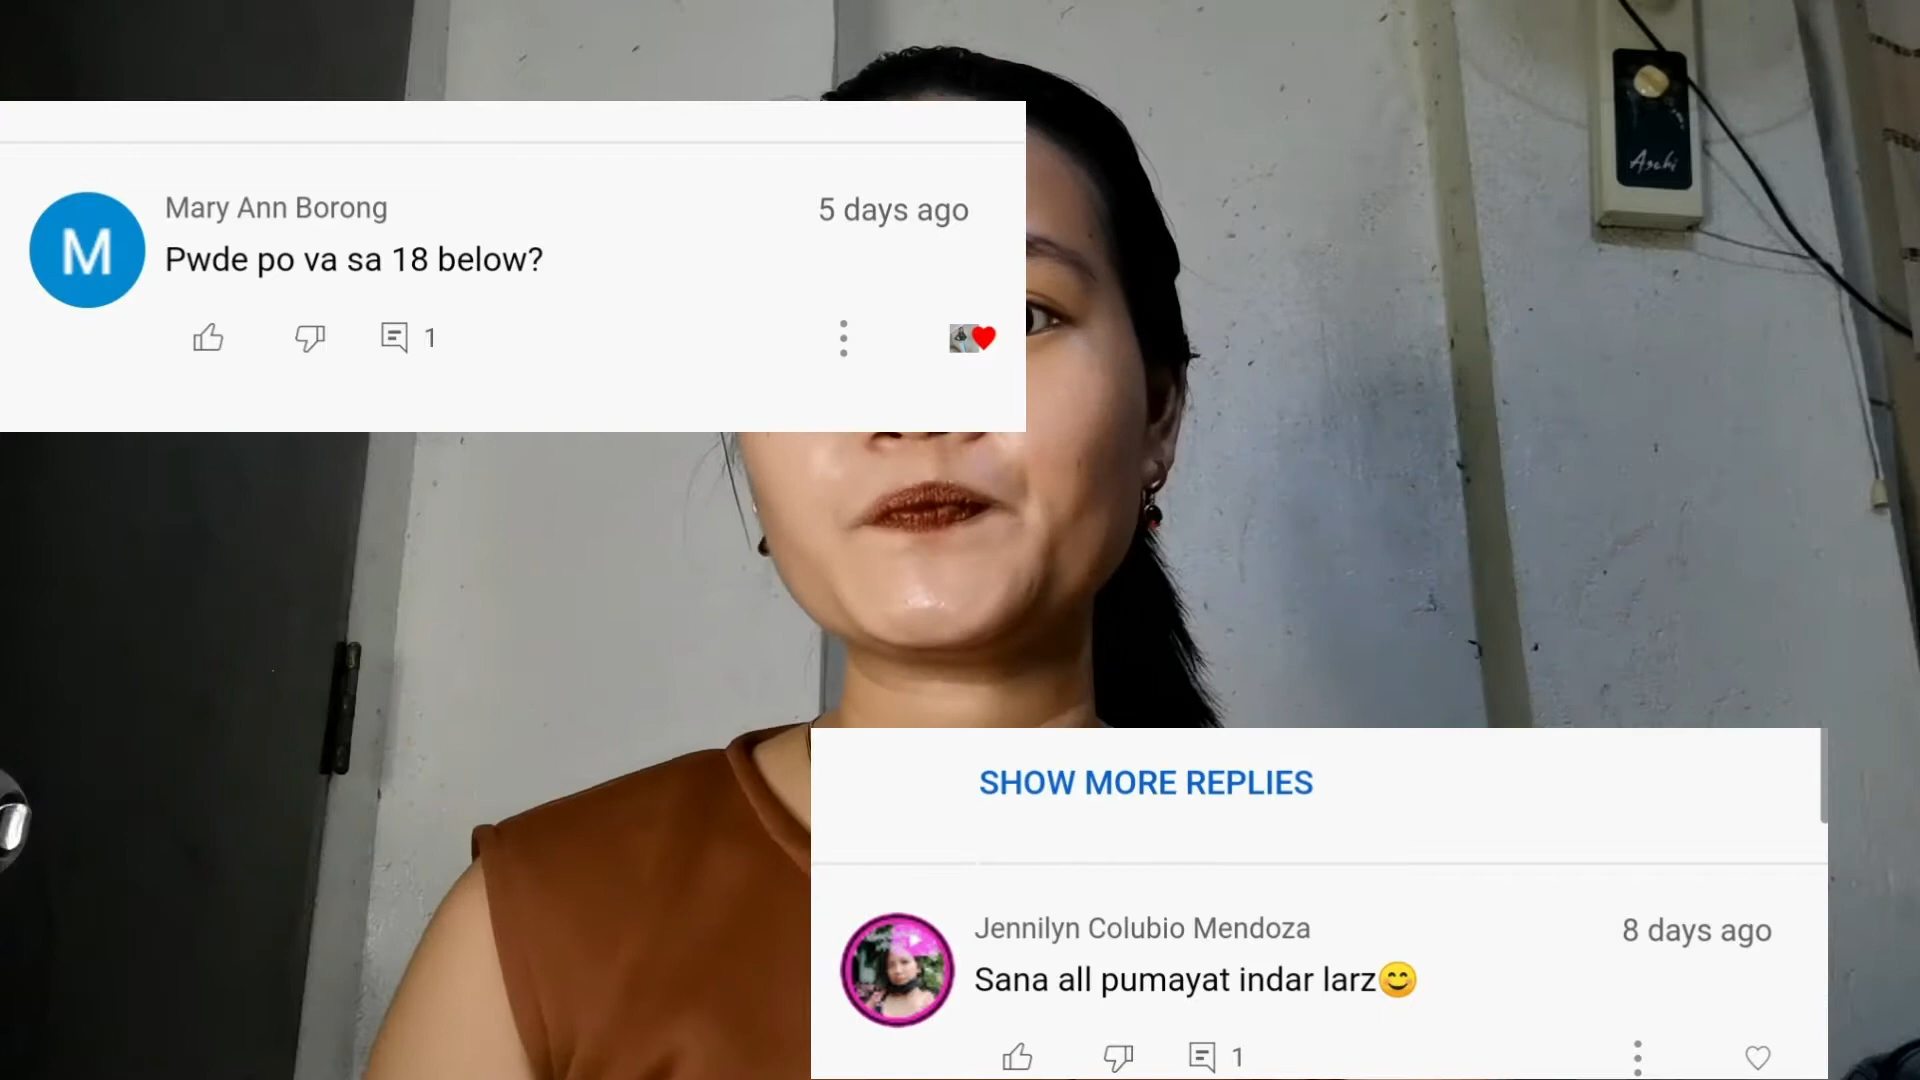 Aschi
Mary Ann Borong
5 days ago
M
Pwde po va sa 18 below?
1
SHOW MORE REPLIES
Jennilyn Colubio Mendoza
8 days ago
Sana all pumayat indar larz😊
1